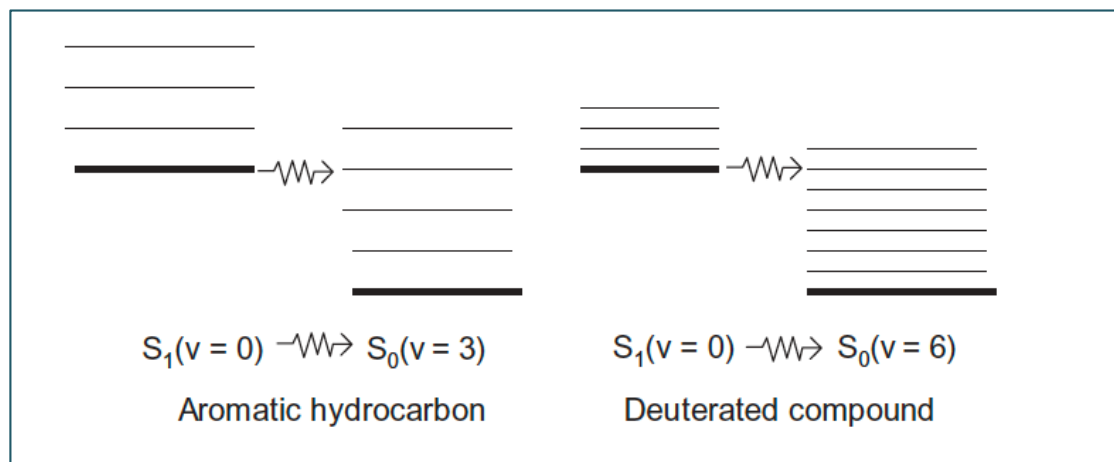 S₁(v = 0) ⟿ S₀(v = 3)
S₁(v = 0) ⟿ S₀(v = 6)
Aromatic hydrocarbon
Deuterated compound